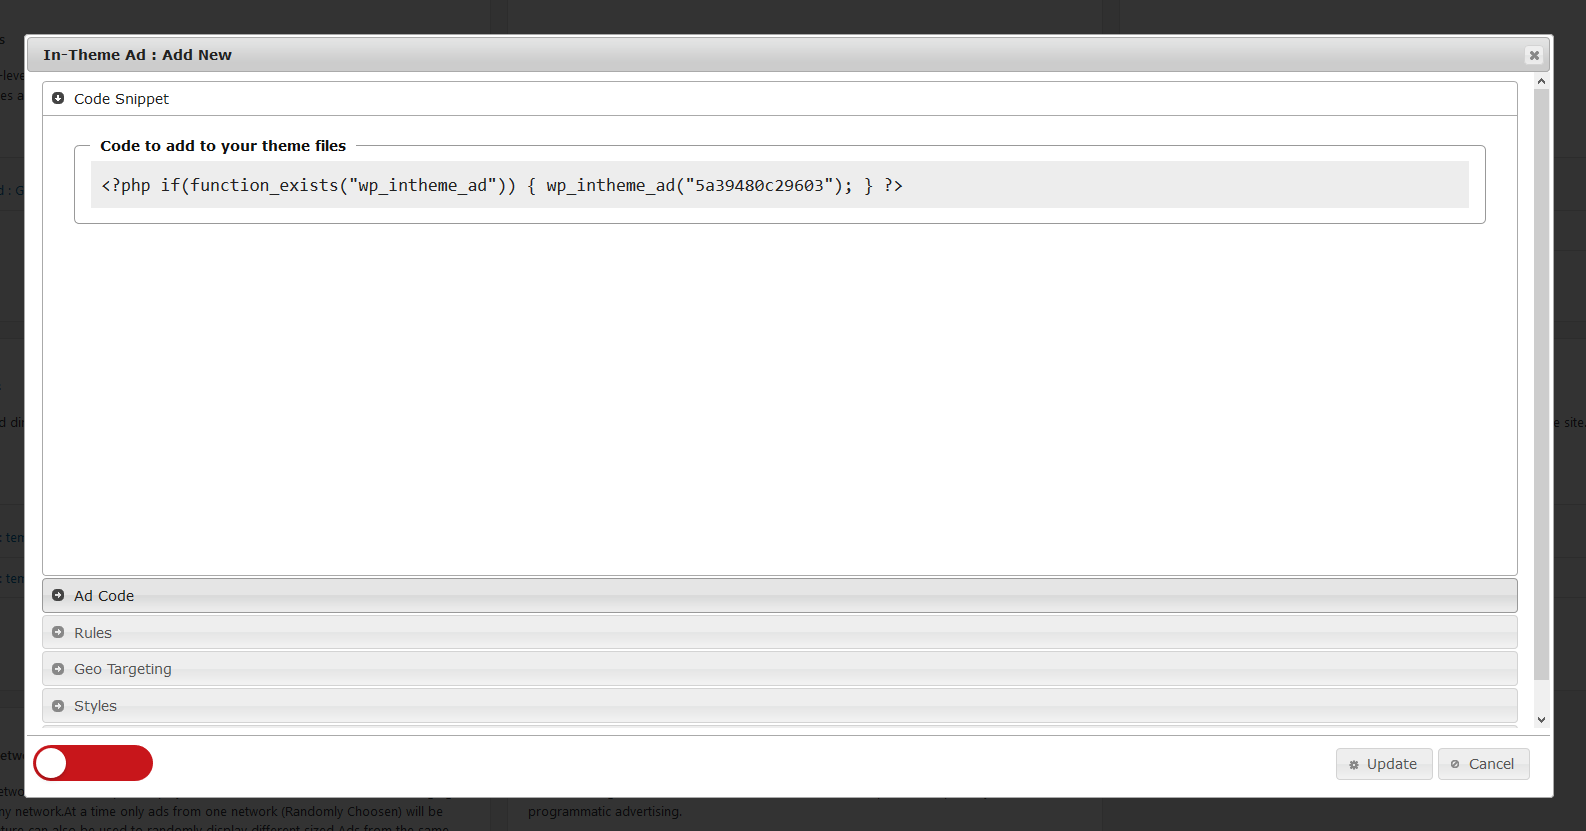 In-Theme Ad : Add New
Code Snippet
Code to add to your theme files
<?php if(function_exists("wp_intheme_ad")) { wp_intheme_ad("5a39480c29603"); } ?>
Ad Code
Rules
Geo Targeting
Styles
Update
Cancel
e site.
ny network.At a time only ads from one network (Randomly Choosen) will be
programmatic advertising.